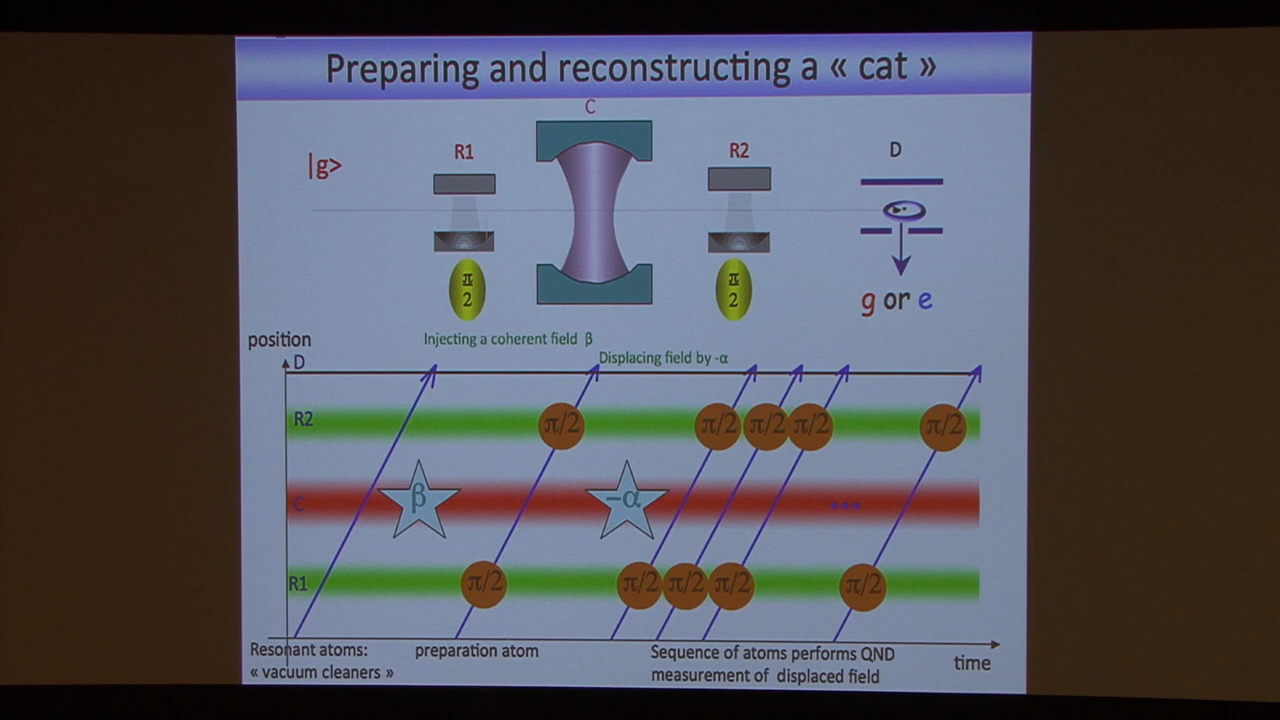 Preparing and reconstructing a « cat »
C
|g>
R1
R2
D
π
2
π
2
g or e
Injecting a coherent field β
position
Displacing field by -α
D
R2
π/2
π/2
π/2
π/2
π/2
C
β
-α
...
R1
π/2
π/2
π/2
π/2
π/2
Resonant atoms:
« vacuum cleaners »
preparation atom
Sequence of atoms performs QND
measurement of displaced field
time